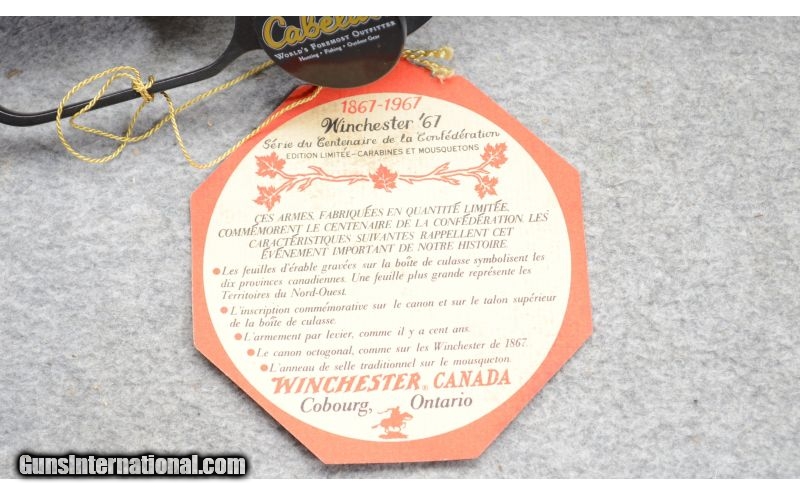 Cabela's
WORLD'S FOREMOST OUTFITTER
Hunting • Fishing • Outdoor Gear
1867-1967
Winchester '67
Série du Centenaire de la Confédération
EDITION LIMITÉE—CARABINES ET MOUSQUETONS
ÇES ARMES, FABRIQUÉES EN QUANTITÉ LIMITÉE,
COMMÉMORENT LE CENTENAIRE DE LA CONFÉDÉRATION. LES
CARACTÉRISTIQUES SUIVANTES RAPPELLENT CET
ÉVÉNEMENT IMPORTANT DE NOTRE HISTOIRE.
• Les feuilles d'érable gravées sur la boîte de culasse symbolisent les
dix provinces canadiennes. Une feuille plus grande représente les
Territoires du Nord-Ouest.
• L'inscription commémorative sur le canon et sur le talon supérieur
de la boîte de culasse.
• L'armement par levier, comme il y a cent ans.
• Le canon octogonal, comme sur les Winchester de 1867.
• L'anneau de selle traditionnel sur le mousqueton.
WINCHESTER® CANADA
Cobourg, Ontario
GunsInternational.com